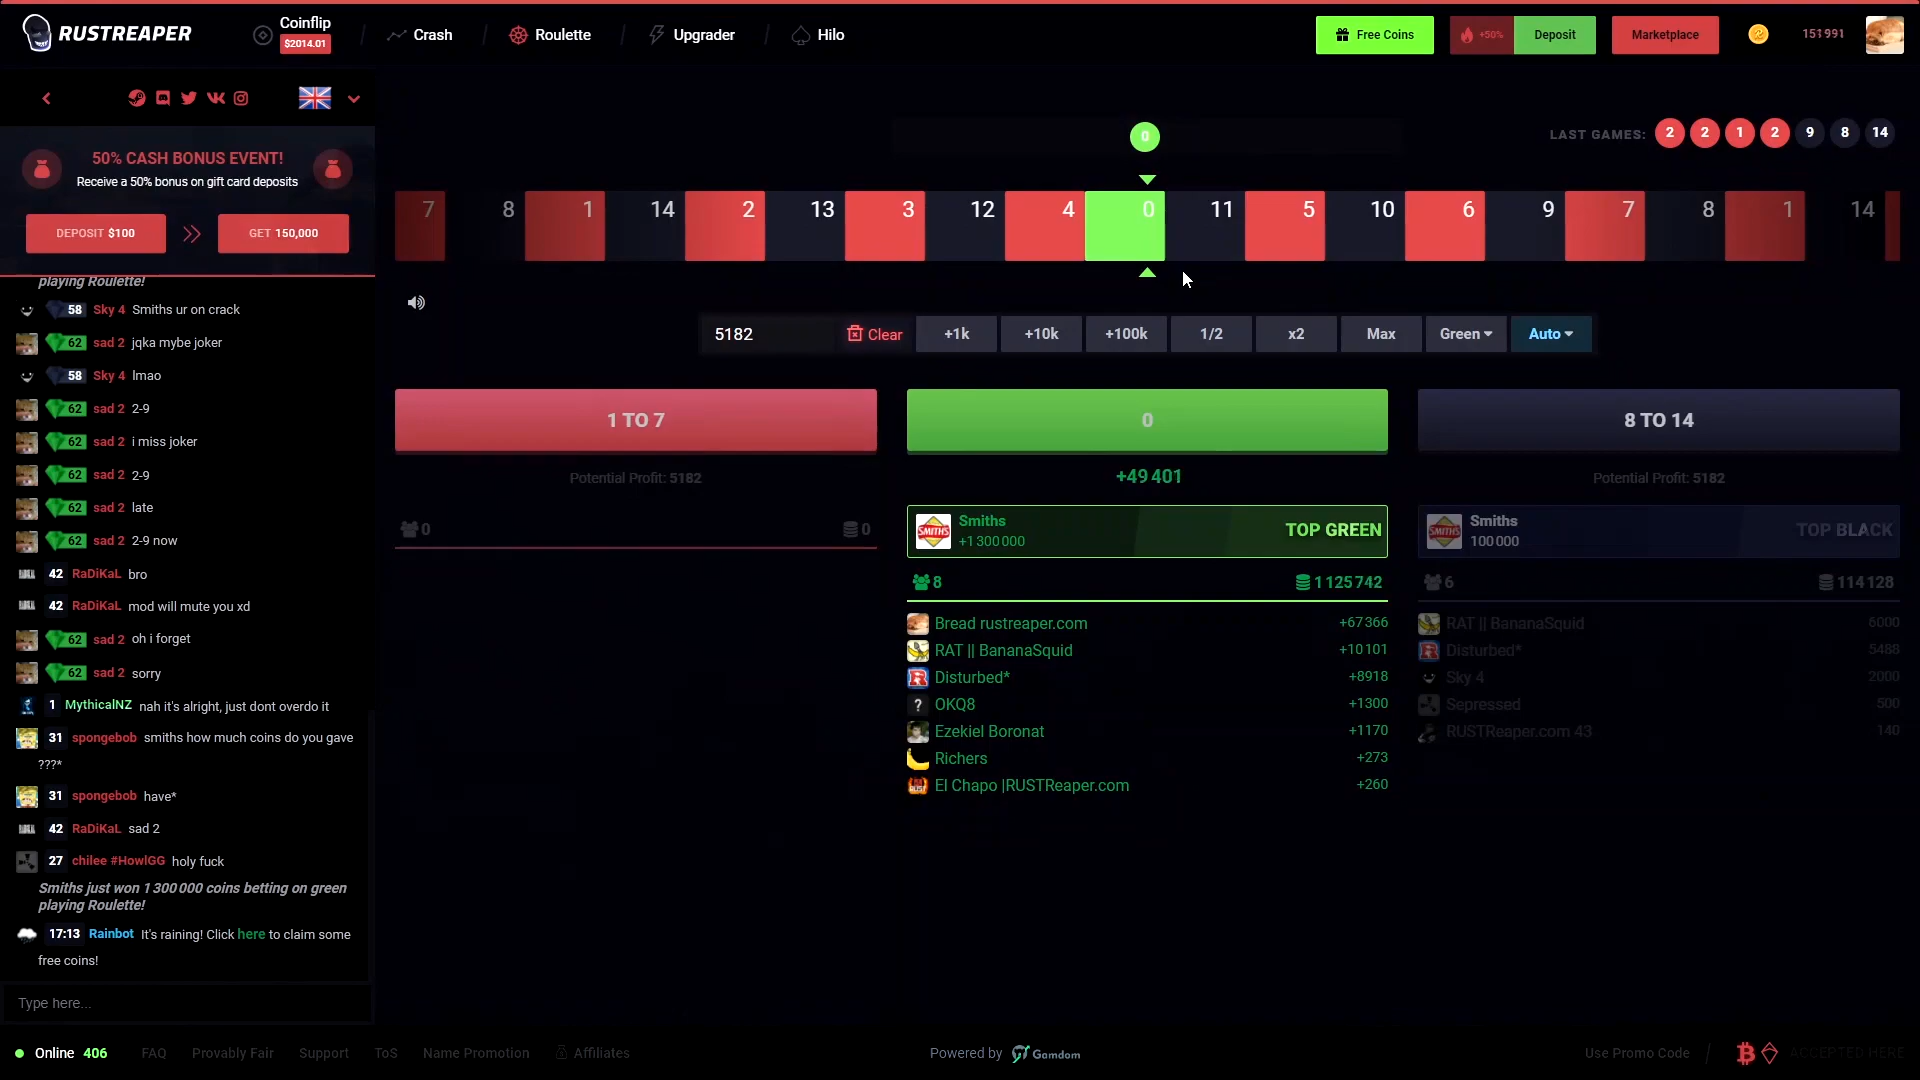 RUSTREAPER
Coinflip
$2014.01
Crash
Roulette
Upgrader
Hilo
Free Coins
+50%
Deposit
Marketplace
151 991
50% CASH BONUS EVENT!
Receive a 50% bonus on gift card deposits
DEPOSIT $100
GET 150,000
0
LAST GAMES: 2 2 1 2 9 8 14
7 8 1 14 2 13 3 12 4 0 11 5 10 6 9 7 8 1 14
5182
Clear
+1k
+10k
+100k
1/2
x2
Max
Green
Auto
1 TO 7
Potential Profit: 5182
0
0
0
+49 401
Smiths
+1 300 000
TOP GREEN
8
1 125 742
Bread rustreaper.com +67 366
RAT || BananaSquid +10 101
Disturbed* +8918
OKQ8 +1300
Ezekiel Boronat +1170
Richers +273
El Chapo |RUSTReaper.com +260
8 TO 14
Potential Profit: 5182
Smiths
100 000
TOP BLACK
6
114 128
RAT || BananaSquid 6000
Disturbed* 5488
Sky 4 2000
Sepressed 500
RUSTReaper.com 43 140
playing Roulette!
58 Sky 4 Smiths ur on crack
62 sad 2 jqka mybe joker
58 Sky 4 lmao
62 sad 2 2-9
62 sad 2 i miss joker
62 sad 2 2-9
62 sad 2 late
62 sad 2 2-9 now
42 RaDiKaL bro
42 RaDiKaL mod will mute you xd
62 sad 2 oh i forget
62 sad 2 sorry
1 MythicalNZ nah it's alright, just dont overdo it
31 spongebob smiths how much coins do you gave
???*
31 spongebob have*
42 RaDiKaL sad 2
27 chilee #HowlGG holy fuck
Smiths just won 1 300 000 coins betting on green
playing Roulette!
17:13 Rainbot It's raining! Click here to claim some
free coins!
Type here...
Online 406
FAQ
Provably Fair
Support
ToS
Name Promotion
Affiliates
Powered by Gamdom
Use Promo Code
ACCEPTED HERE